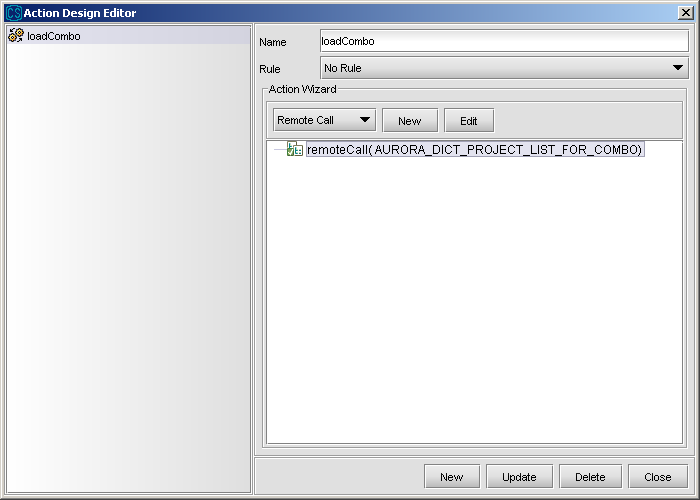 CS Action Design Editor
loadCombo
Name loadCombo
Rule No Rule
Action Wizard
Remote Call New Edit
remoteCall( AURORA_DICT_PROJECT_LIST_FOR_COMBO)
New Update Delete Close